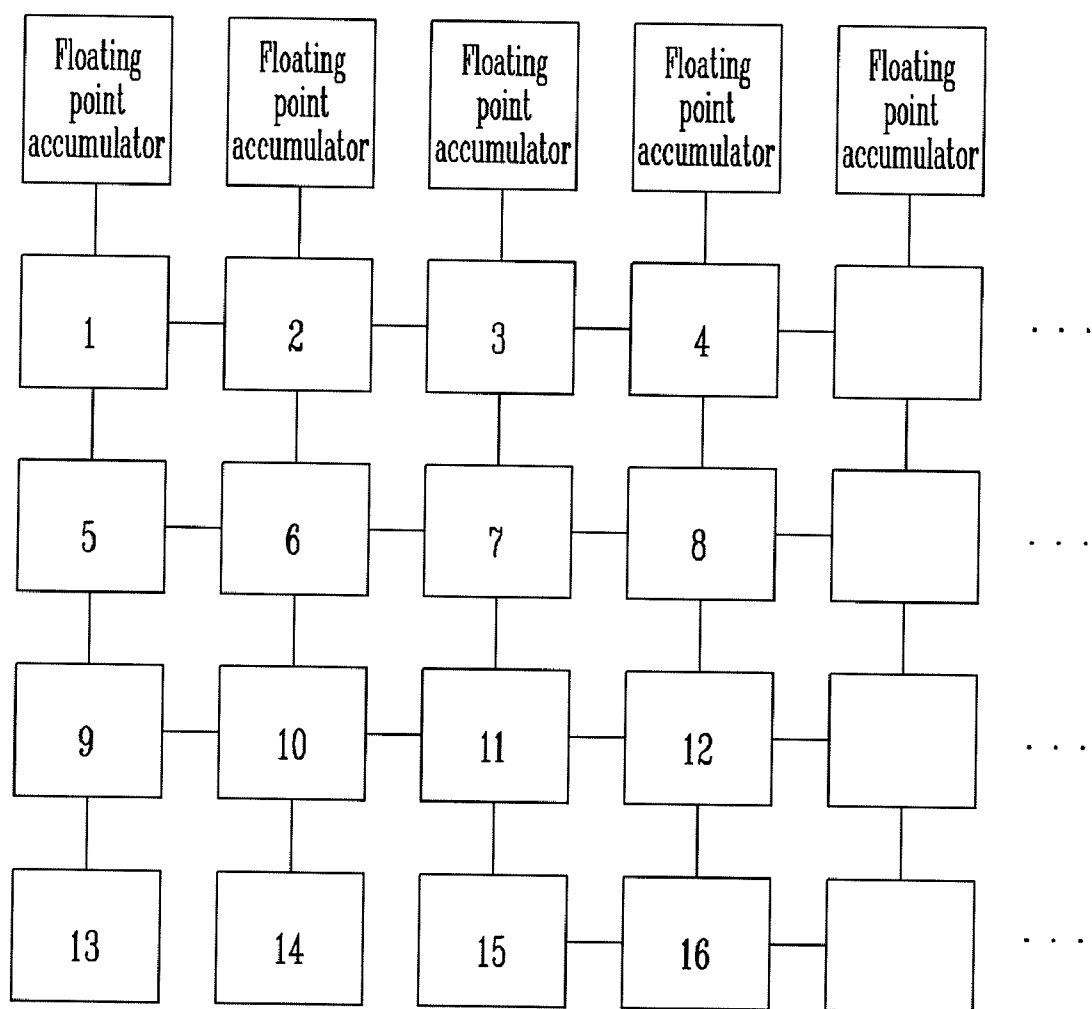 Floating
point
accumulator
Floating
point
accumulator
Floating
point
accumulator
Floating
point
accumulator
Floating
point
accumulator
1
2
3
4
. . .
5
6
7
8
. . .
9
10
11
12
. . .
13
14
15
16
. . .